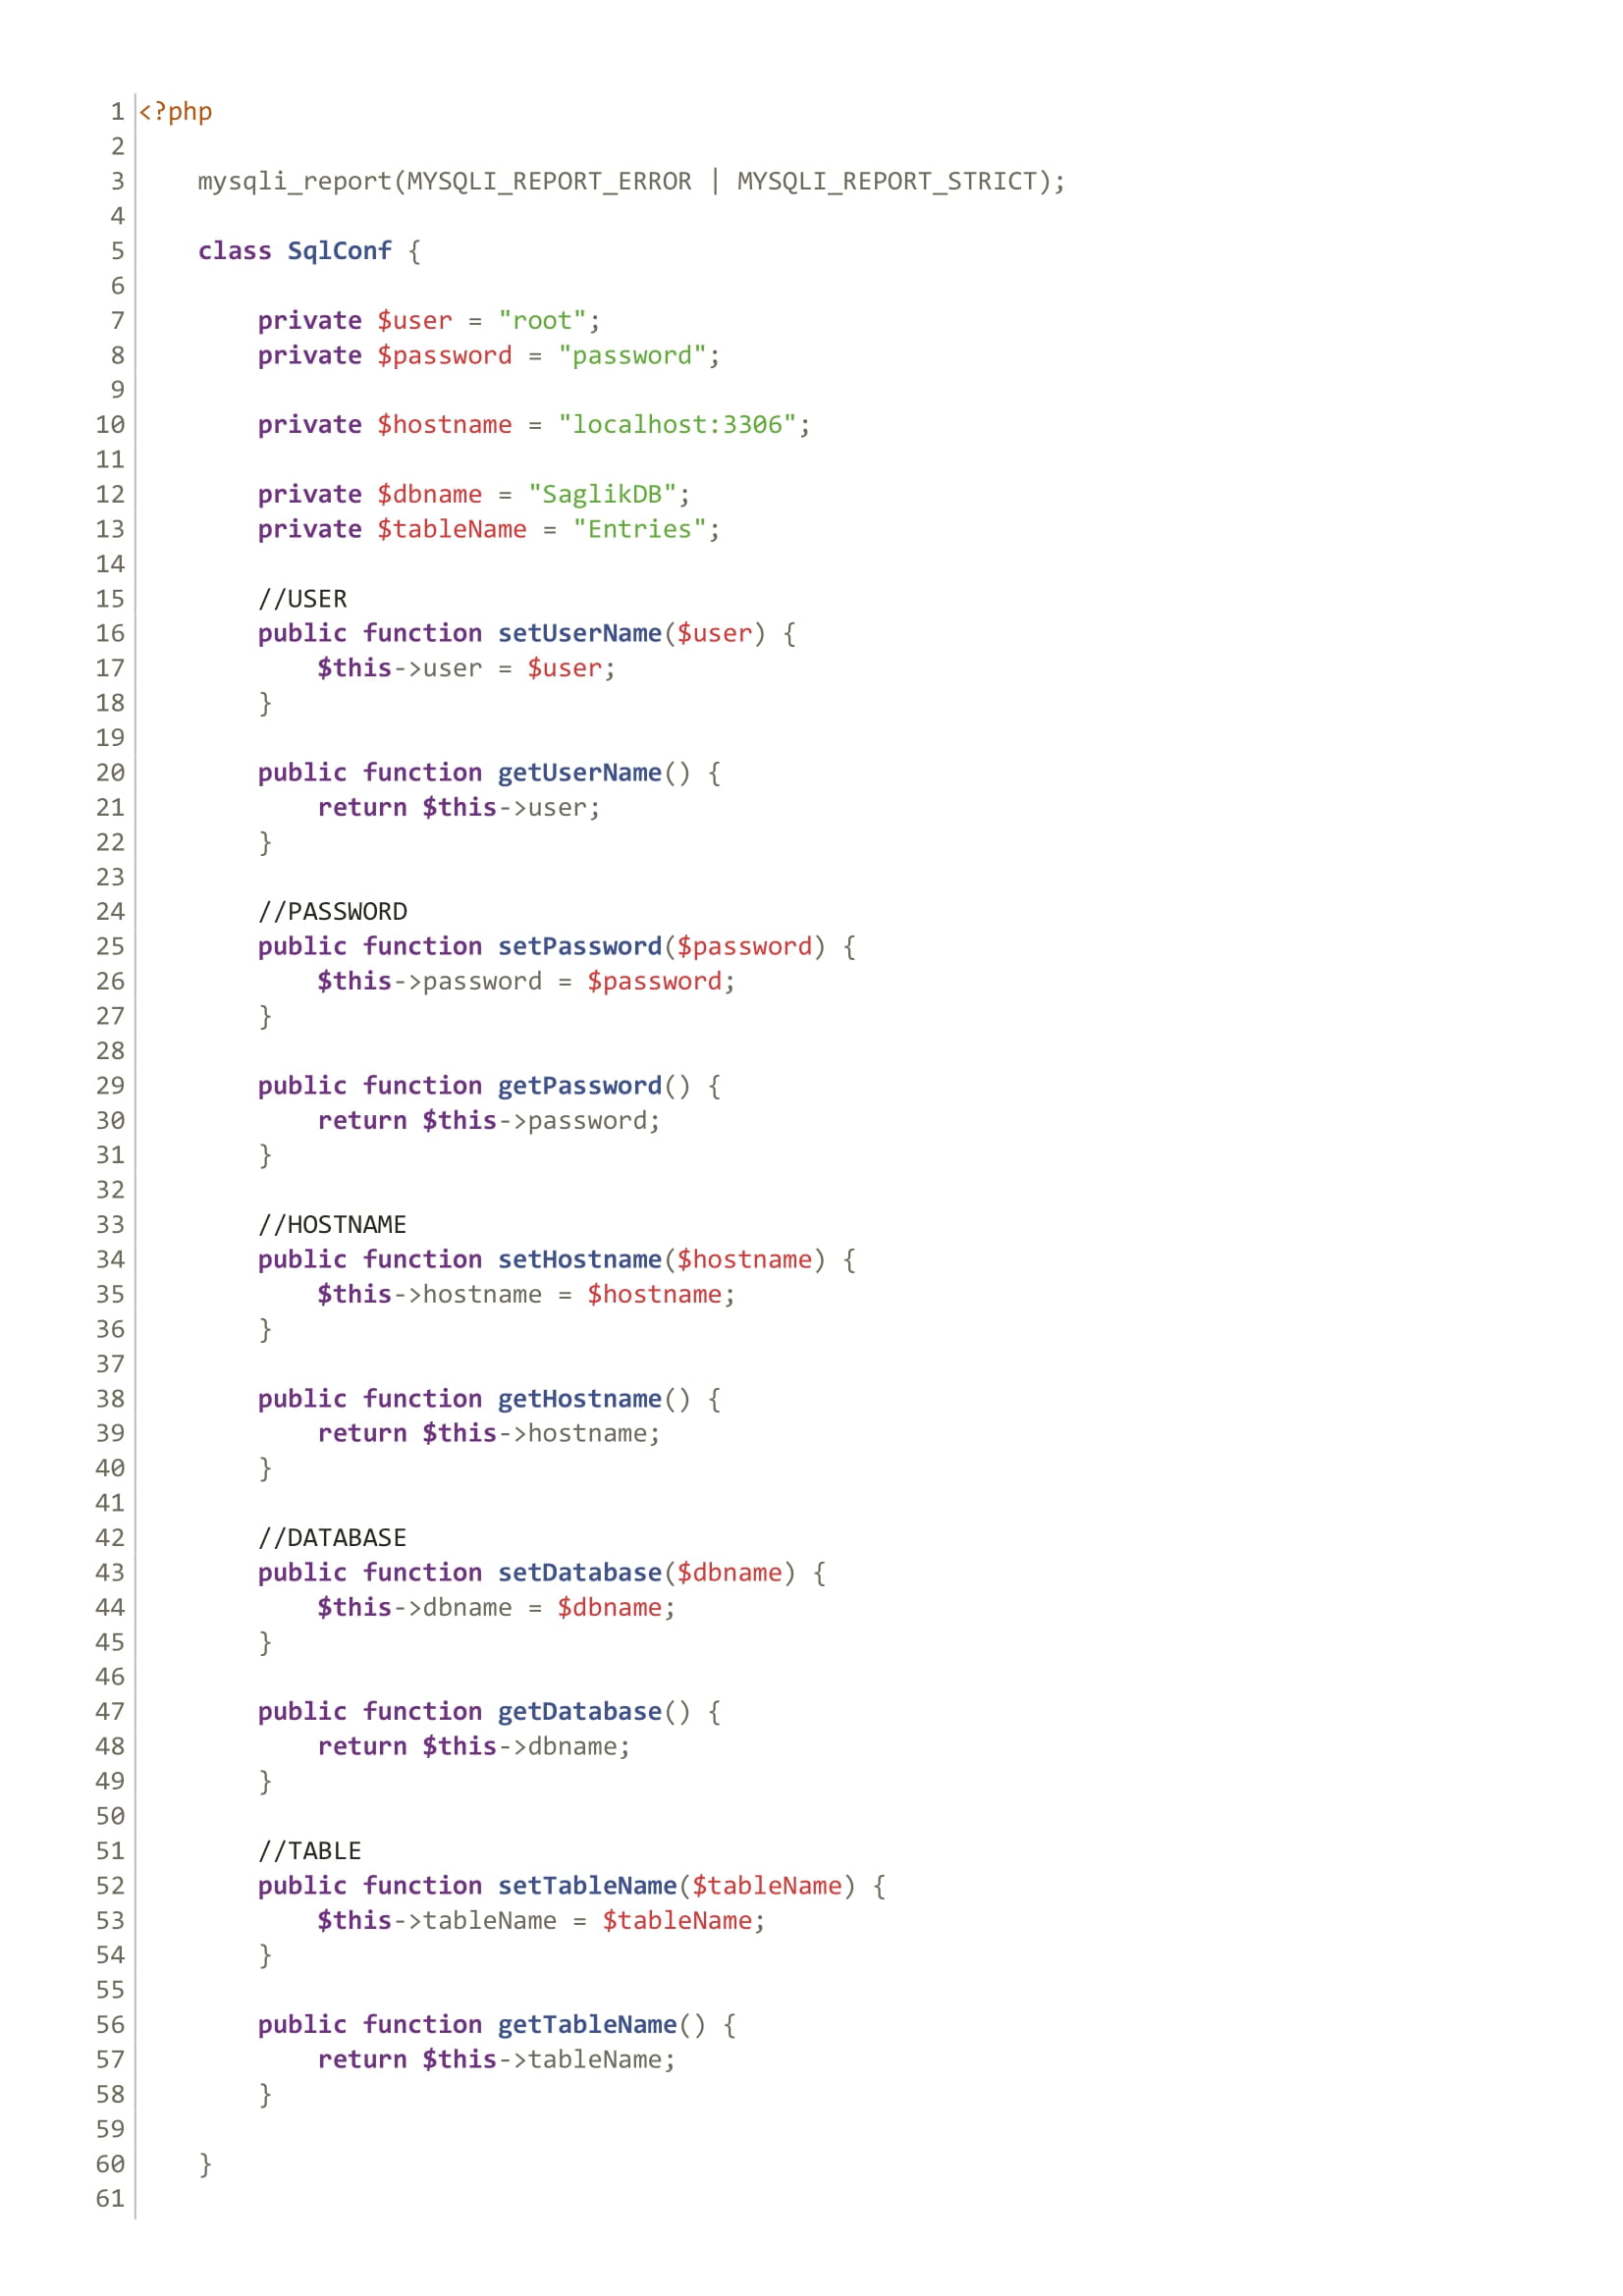 1 <?php
2
3     mysqli_report(MYSQLI_REPORT_ERROR | MYSQLI_REPORT_STRICT);
4
5     class SqlConf {
6
7         private $user = "root";
8         private $password = "password";
9
10         private $hostname = "localhost:3306";
11
12         private $dbname = "SaglikDB";
13         private $tableName = "Entries";
14
15         //USER
16         public function setUserName($user) {
17             $this->user = $user;
18         }
19
20         public function getUserName() {
21             return $this->user;
22         }
23
24         //PASSWORD
25         public function setPassword($password) {
26             $this->password = $password;
27         }
28
29         public function getPassword() {
30             return $this->password;
31         }
32
33         //HOSTNAME
34         public function setHostname($hostname) {
35             $this->hostname = $hostname;
36         }
37
38         public function getHostname() {
39             return $this->hostname;
40         }
41
42         //DATABASE
43         public function setDatabase($dbname) {
44             $this->dbname = $dbname;
45         }
46
47         public function getDatabase() {
48             return $this->dbname;
49         }
50
51         //TABLE
52         public function setTableName($tableName) {
53             $this->tableName = $tableName;
54         }
55
56         public function getTableName() {
57             return $this->tableName;
58         }
59
60     }
61